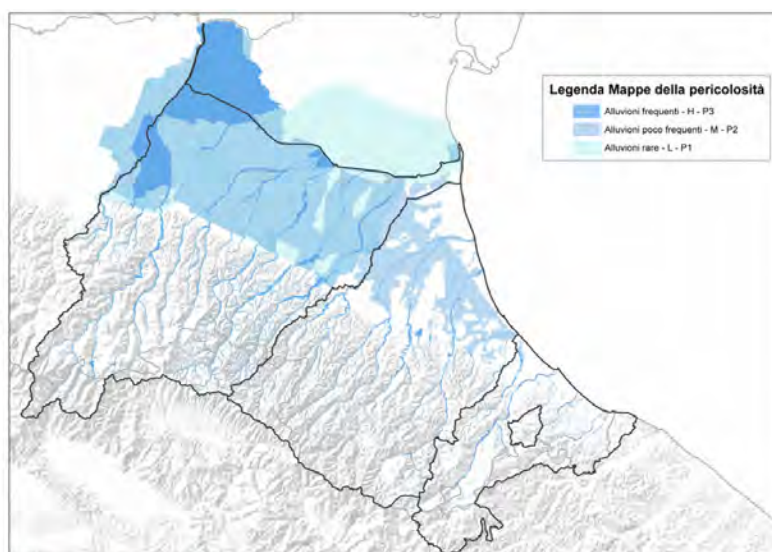 Legenda Mappe della pericolosità
Alluvioni frequenti - H - P3
Alluvioni poco frequenti - M - P2
Alluvioni rare - L - P1